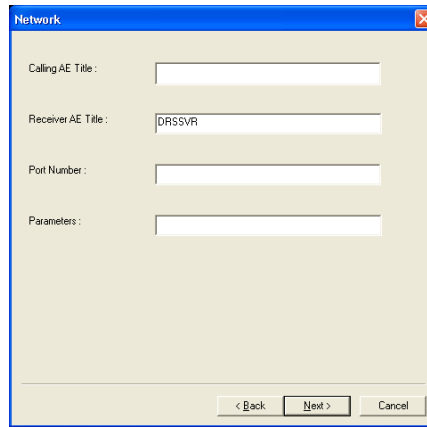 Network
Calling AE Title :
Receiver AE Title : DRSSVR
Port Number :
Parameters :
< Back Next > Cancel